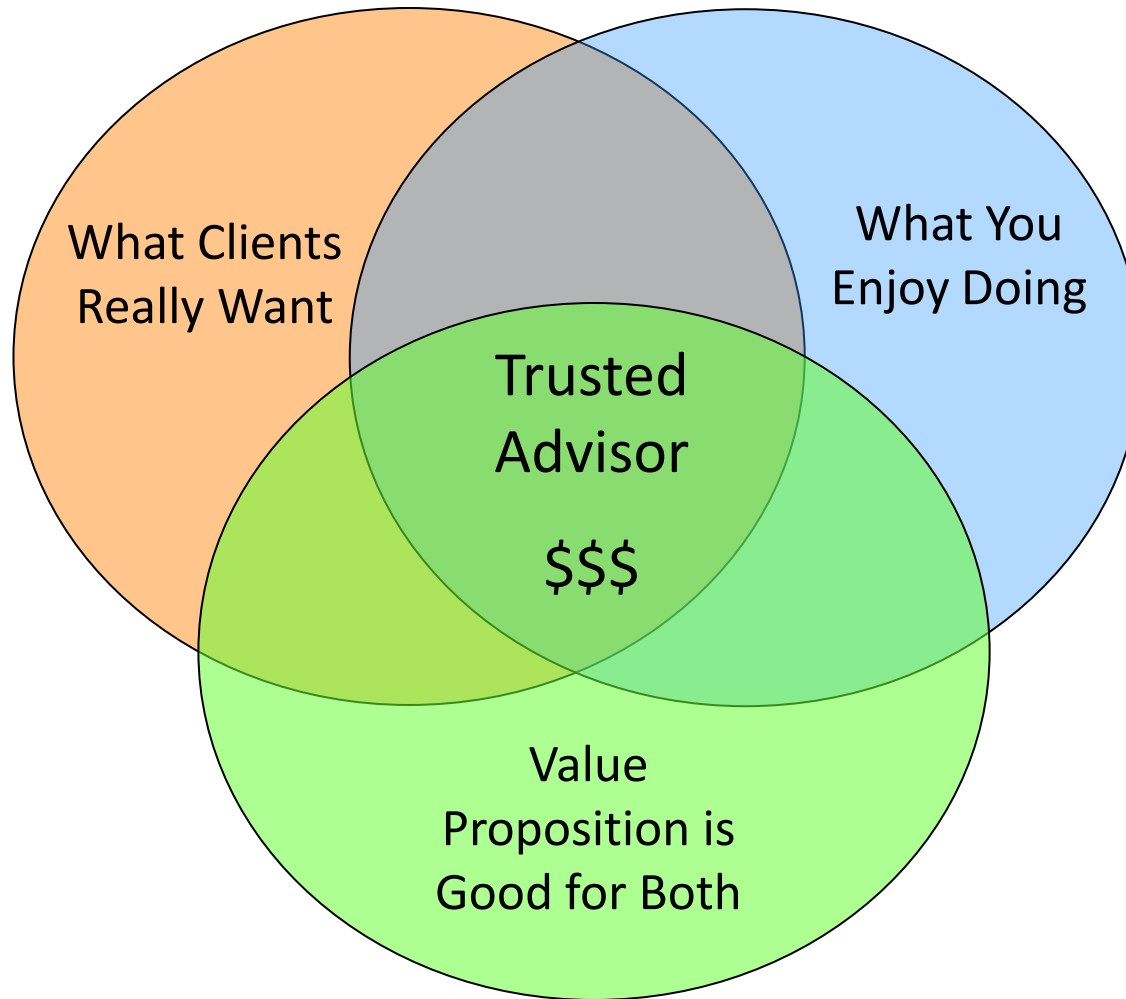 What Clients
Really Want
What You
Enjoy Doing
Trusted
Advisor
$$$
Value
Proposition is
Good for Both